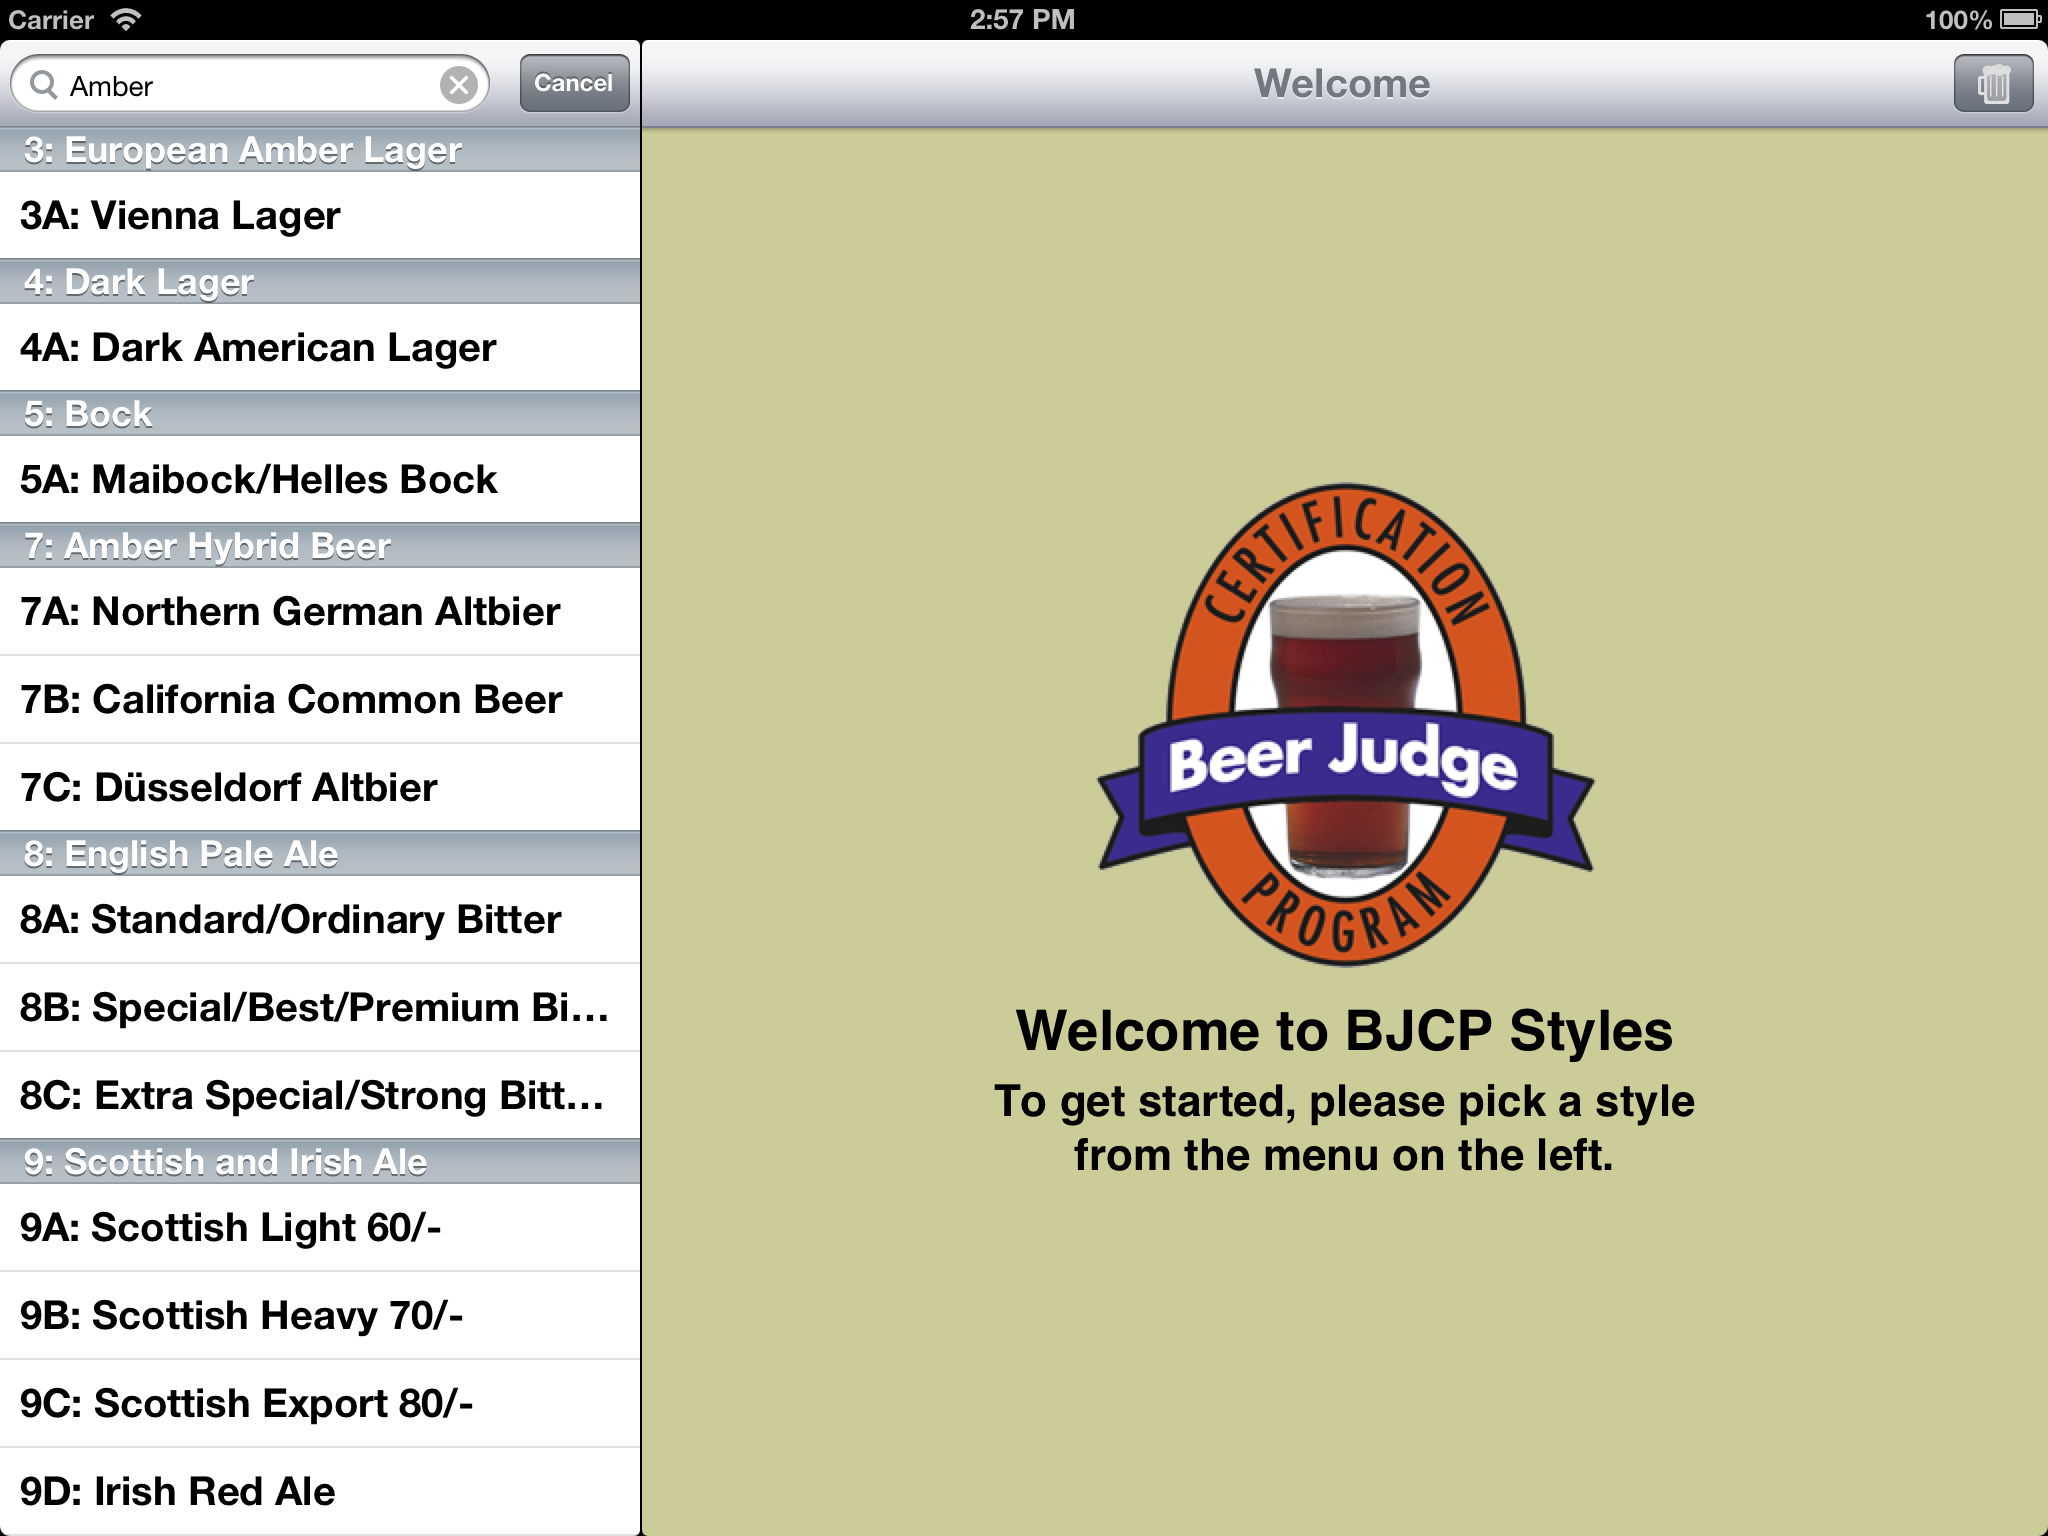 Carrier
2:57 PM
100%
Amber
Cancel
Welcome
3: European Amber Lager
3A: Vienna Lager
4: Dark Lager
4A: Dark American Lager
5: Bock
5A: Maibock/Helles Bock
7: Amber Hybrid Beer
7A: Northern German Altbier
7B: California Common Beer
7C: Düsseldorf Altbier
8: English Pale Ale
8A: Standard/Ordinary Bitter
8B: Special/Best/Premium Bi...
8C: Extra Special/Strong Bitt...
9: Scottish and Irish Ale
9A: Scottish Light 60/-
9B: Scottish Heavy 70/-
9C: Scottish Export 80/-
9D: Irish Red Ale
CERTIFICATION
Beer Judge
PROGRAM
Welcome to BJCP Styles
To get started, please pick a style
from the menu on the left.